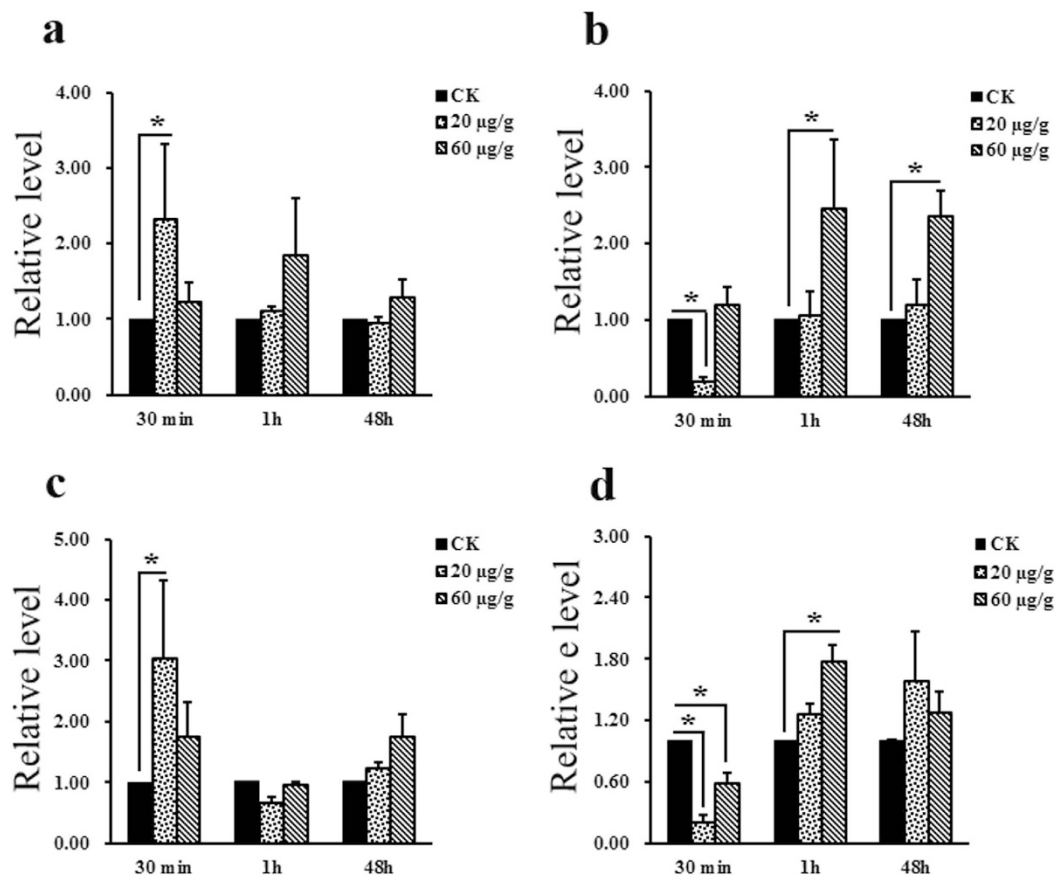 a
4.00
3.00
2.00
1.00
0.00
Relative level
*
CK
20 µg/g
60 µg/g
30 min 1h 48h
b
4.00
3.00
2.00
1.00
0.00
Relative level
* * *
CK
20 µg/g
60 µg/g
30 min 1h 48h
c
5.00
4.00
3.00
2.00
1.00
0.00
Relative level
*
CK
20 µg/g
60 µg/g
30 min 1h 48h
d
3.00
2.40
1.80
1.20
0.60
0.00
Relative e level
* * *
CK
20 µg/g
60 µg/g
30 min 1h 48h